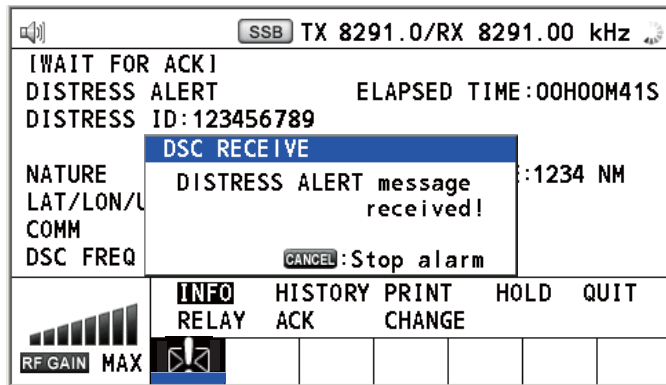 SSB TX 8291.0/RX 8291.00 kHz
[WAIT FOR ACK]
DISTRESS ALERT ELAPSED TIME:00H00M41S
DISTRESS ID:123456789
DSC RECEIVE
DISTRESS ALERT message
received!
CANCEL:Stop alarm
NATURE :1234 NM
LAT/LON/U
COMM
DSC FREQ
INFO HISTORY PRINT HOLD QUIT
RELAY ACK CHANGE
RF GAIN MAX